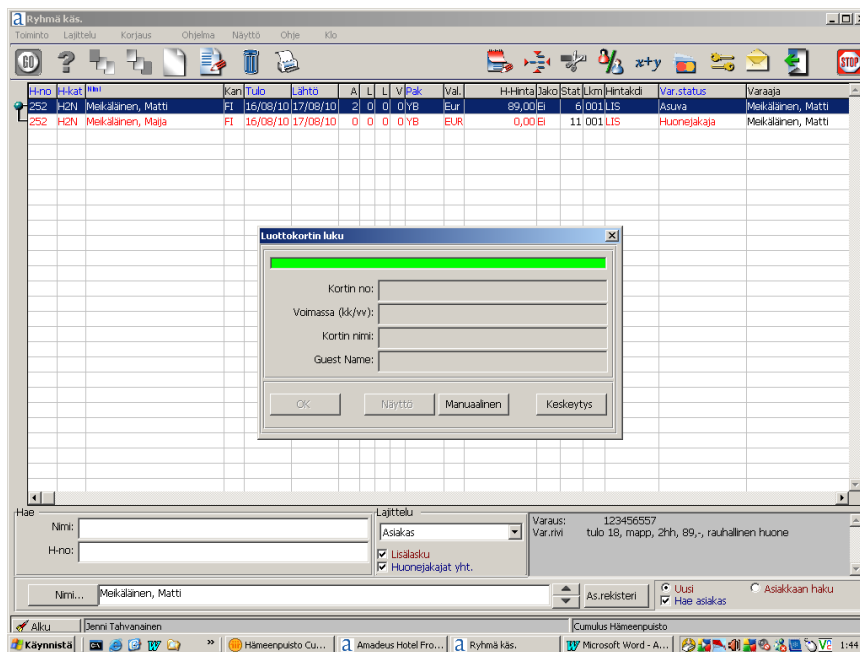 Ryhmä käs.
Toiminto Lajittelu Korjaus Ohjelma Näyttö Ohje Klo
GO ? x+y STOP
H-no H-kat Nimi Kan Tulo Lähtö A L L V Pak Val. H-Hinta Jako Stat Lkm Hintakdi Var.status Varaaja
252 H2N Meikäläinen, Matti FI 16/08/10 17/08/10 2 0 0 0 YB Eur 89,00 Ei 6 001 LIS Asuva Meikäläinen, Matti
252 H2N Meikäläinen, Maija FI 16/08/10 17/08/10 0 0 0 0 YB EUR 0,00 Ei 11 001 LIS Huonejakaja Meikäläinen, Matti
Luottokortin luku
Kortin no:
Voimassa (kk/vv):
Kortin nimi:
Guest Name:
OK Näyttö Manuaalinen Keskeytys
Hae Lajittelu
Nimi: Asiakas Varaus: 123456557
Var.rivi tulo 18, mapp, 2hh, 89,-, rauhallinen huone
H-no: Lisälasku
Huonejakajat yht.
Nimi... Meikäläinen, Matti As.rekisteri Uusi Asiakkaan haku
Hae asiakas
Alku Jenni Tahvanainen Cumulus Hämeenpuisto
Käynnistä » Hämeenpuisto Cu... Amadeus Hotel Fro... Ryhmä käs. Microsoft Word - A... 1:44